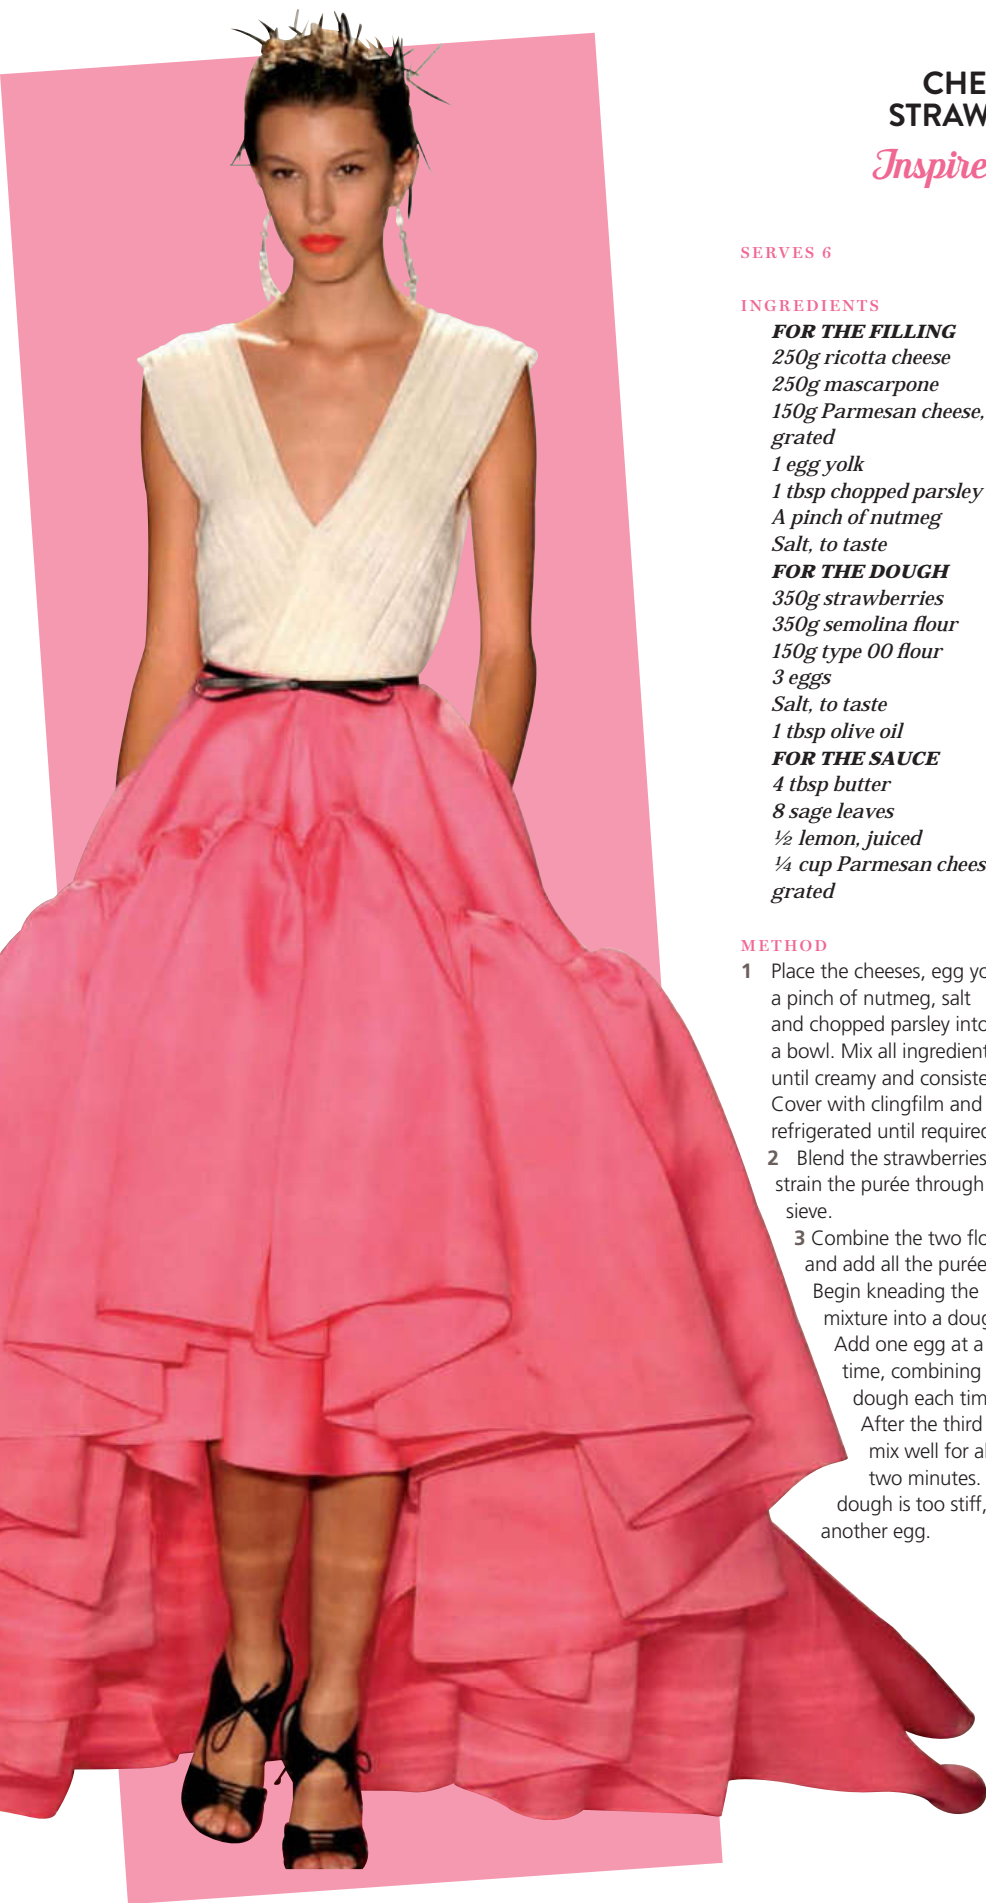 CHE
STRAW
Inspire
SERVES 6
INGREDIENTS
FOR THE FILLING
250g ricotta cheese
250g mascarpone
150g Parmesan cheese,
grated
1 egg yolk
1 tbsp chopped parsley
A pinch of nutmeg
Salt, to taste
FOR THE DOUGH
350g strawberries
350g semolina flour
150g type 00 flour
3 eggs
Salt, to taste
1 tbsp olive oil
FOR THE SAUCE
4 tbsp butter
8 sage leaves
½ lemon, juiced
¼ cup Parmesan chees
grated
METHOD
1 Place the cheeses, egg yo
a pinch of nutmeg, salt
and chopped parsley into
a bowl. Mix all ingredient
until creamy and consiste
Cover with clingfilm and
refrigerated until required
2 Blend the strawberries
strain the purée through
sieve.
3 Combine the two flo
and add all the purée
Begin kneading the
mixture into a doug
Add one egg at a
time, combining
dough each tim
After the third
mix well for a
two minutes.
dough is too stiff,
another egg.